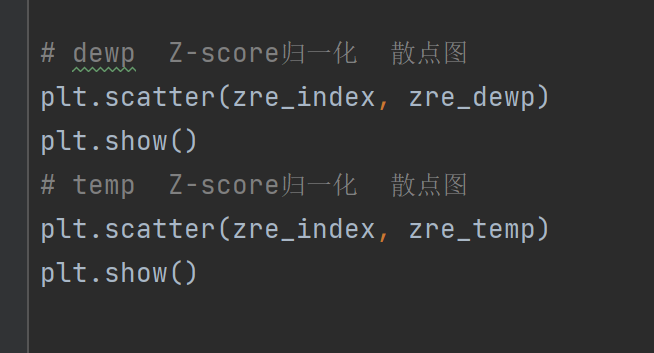 # dewp  Z-score归一化  散点图
plt.scatter(zre_index, zre_dewp)
plt.show()
# temp  Z-score归一化  散点图
plt.scatter(zre_index, zre_temp)
plt.show()